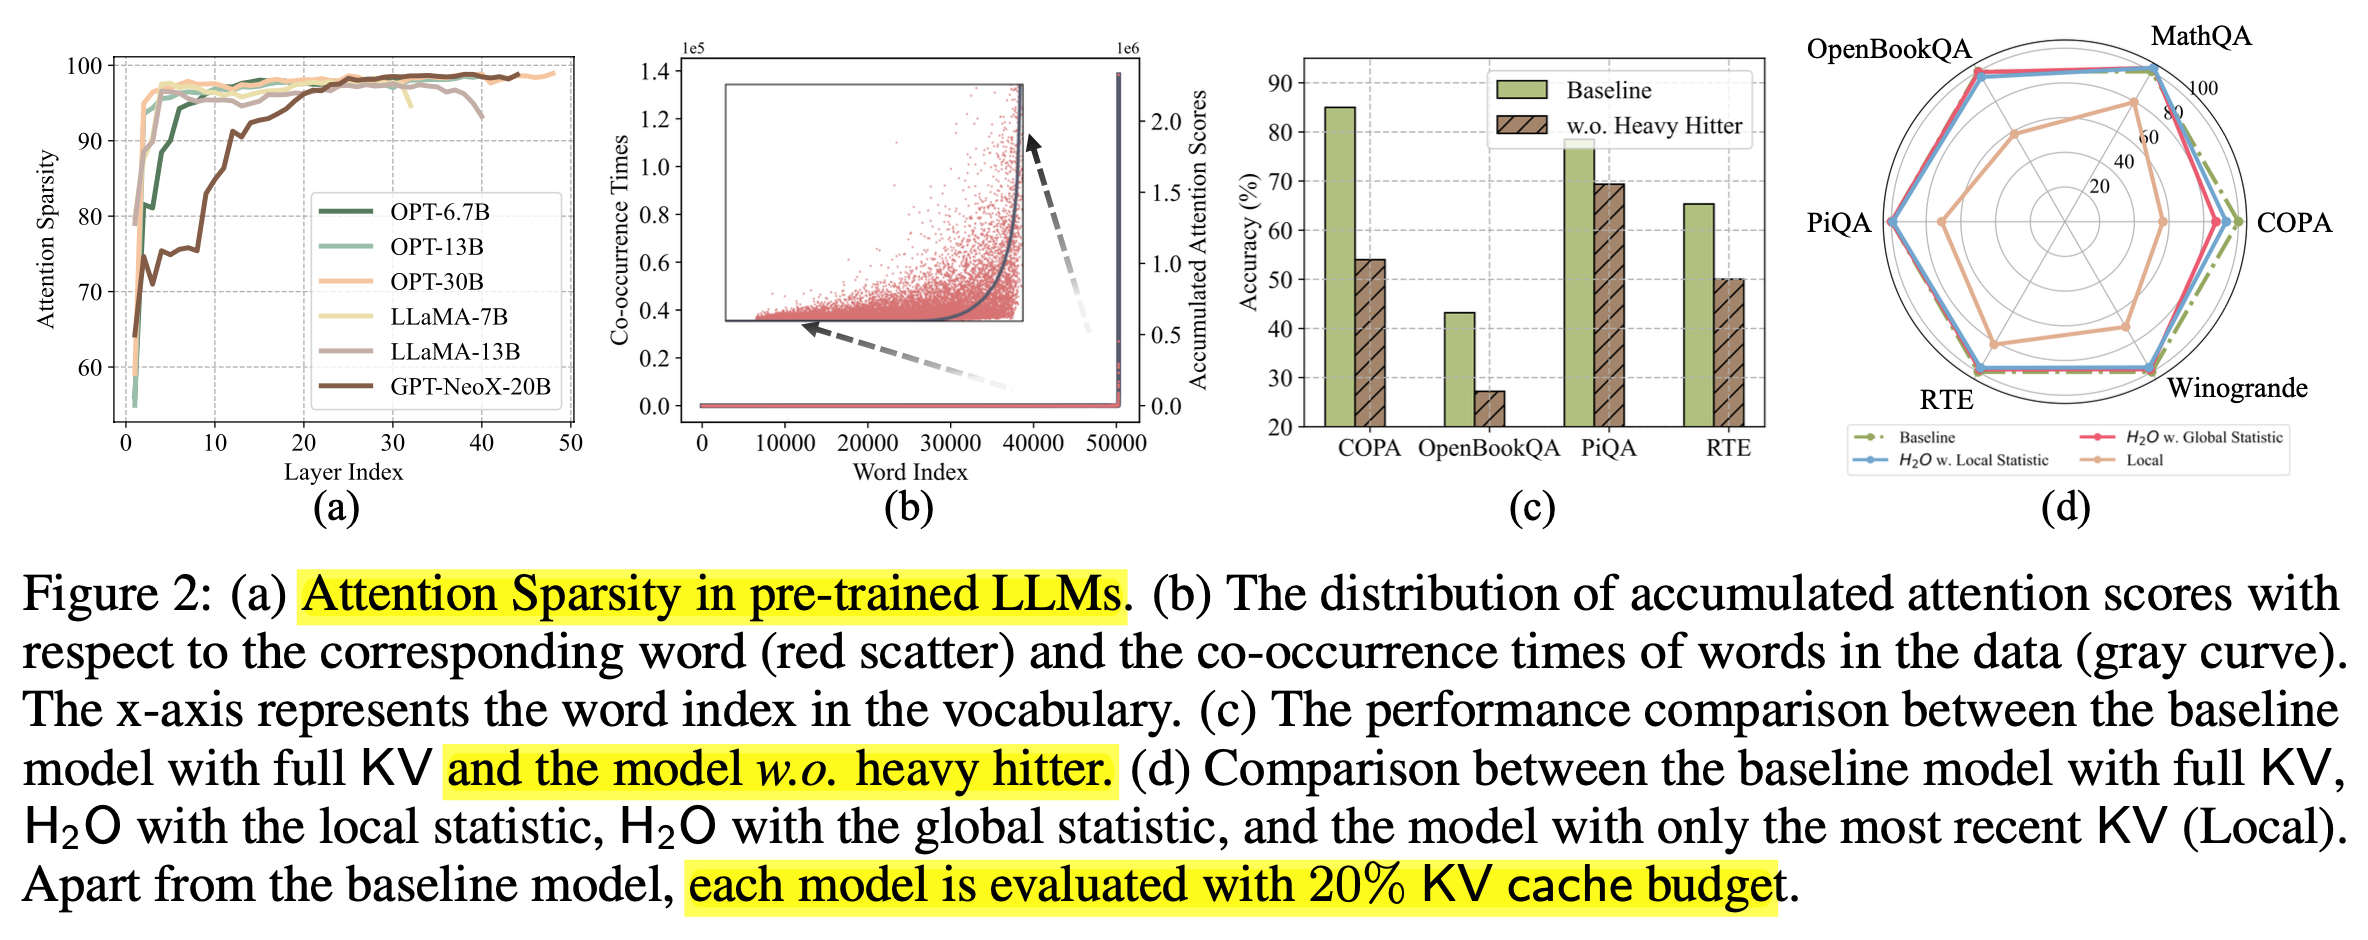 100
90
80
70
60
Attention Sparsity
OPT-6.7B
OPT-13B
OPT-30B
LLaMA-7B
LLaMA-13B
GPT-NeoX-20B
0 10 20 30 40 50
Layer Index
(a)
1e5
1e6
1.4
1.2
1.0
0.8
0.6
0.4
0.2
0.0
Co-occurrence Times
2.0
1.5
1.0
0.5
0.0
Accumulated Attention Scores
0 10000 20000 30000 40000 50000
Word Index
(b)
90
80
70
60
50
40
30
20
Accuracy (%)
Baseline
w.o. Heavy Hitter
COPA OpenBookQA PiQA RTE
(c)
OpenBookQA
MathQA
100
80
60
40
20
PiQA
COPA
RTE
Winogrande
Baseline
H2O w. Global Statistic
H2O w. Local Statistic
Local
(d)
Figure 2: (a) Attention Sparsity in pre-trained LLMs. (b) The distribution of accumulated attention scores with
respect to the corresponding word (red scatter) and the co-occurrence times of words in the data (gray curve).
The x-axis represents the word index in the vocabulary. (c) The performance comparison between the baseline
model with full KV and the model w.o. heavy hitter. (d) Comparison between the baseline model with full KV,
H2O with the local statistic, H2O with the global statistic, and the model with only the most recent KV (Local).
Apart from the baseline model, each model is evaluated with 20% KV cache budget.